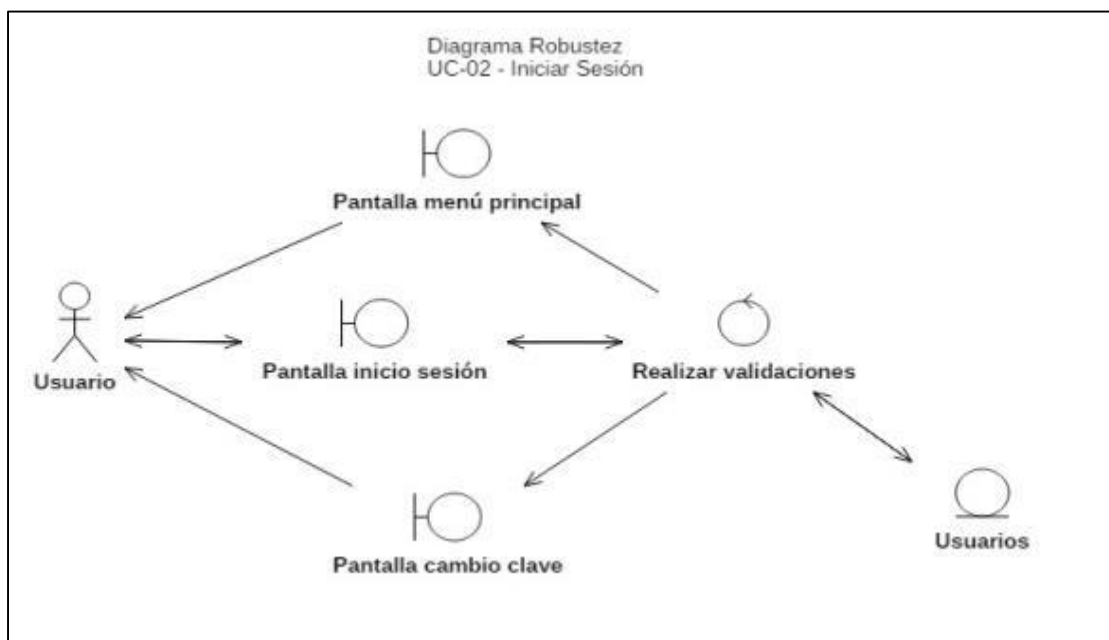 Diagrama Robustez
UC-02 - Iniciar Sesión
Pantalla menú principal
Usuario
Pantalla inicio sesión
Realizar validaciones
Usuarios
Pantalla cambio clave